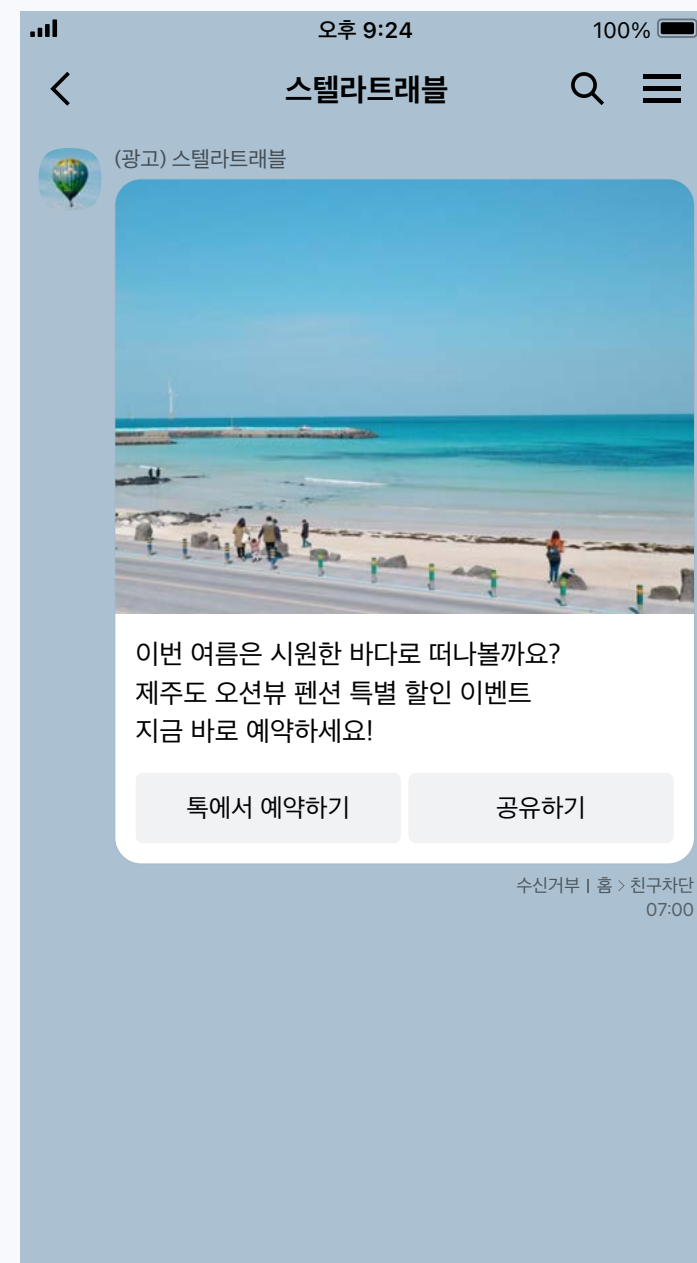 오후 9:24
100%
스텔라트래블
(광고) 스텔라트래블
이번 여름은 시원한 바다로 떠나볼까요?
제주도 오션뷰 펜션 특별 할인 이벤트
지금 바로 예약하세요!
톡에서 예약하기
공유하기
수신거부 | 홈 > 친구차단
07:00